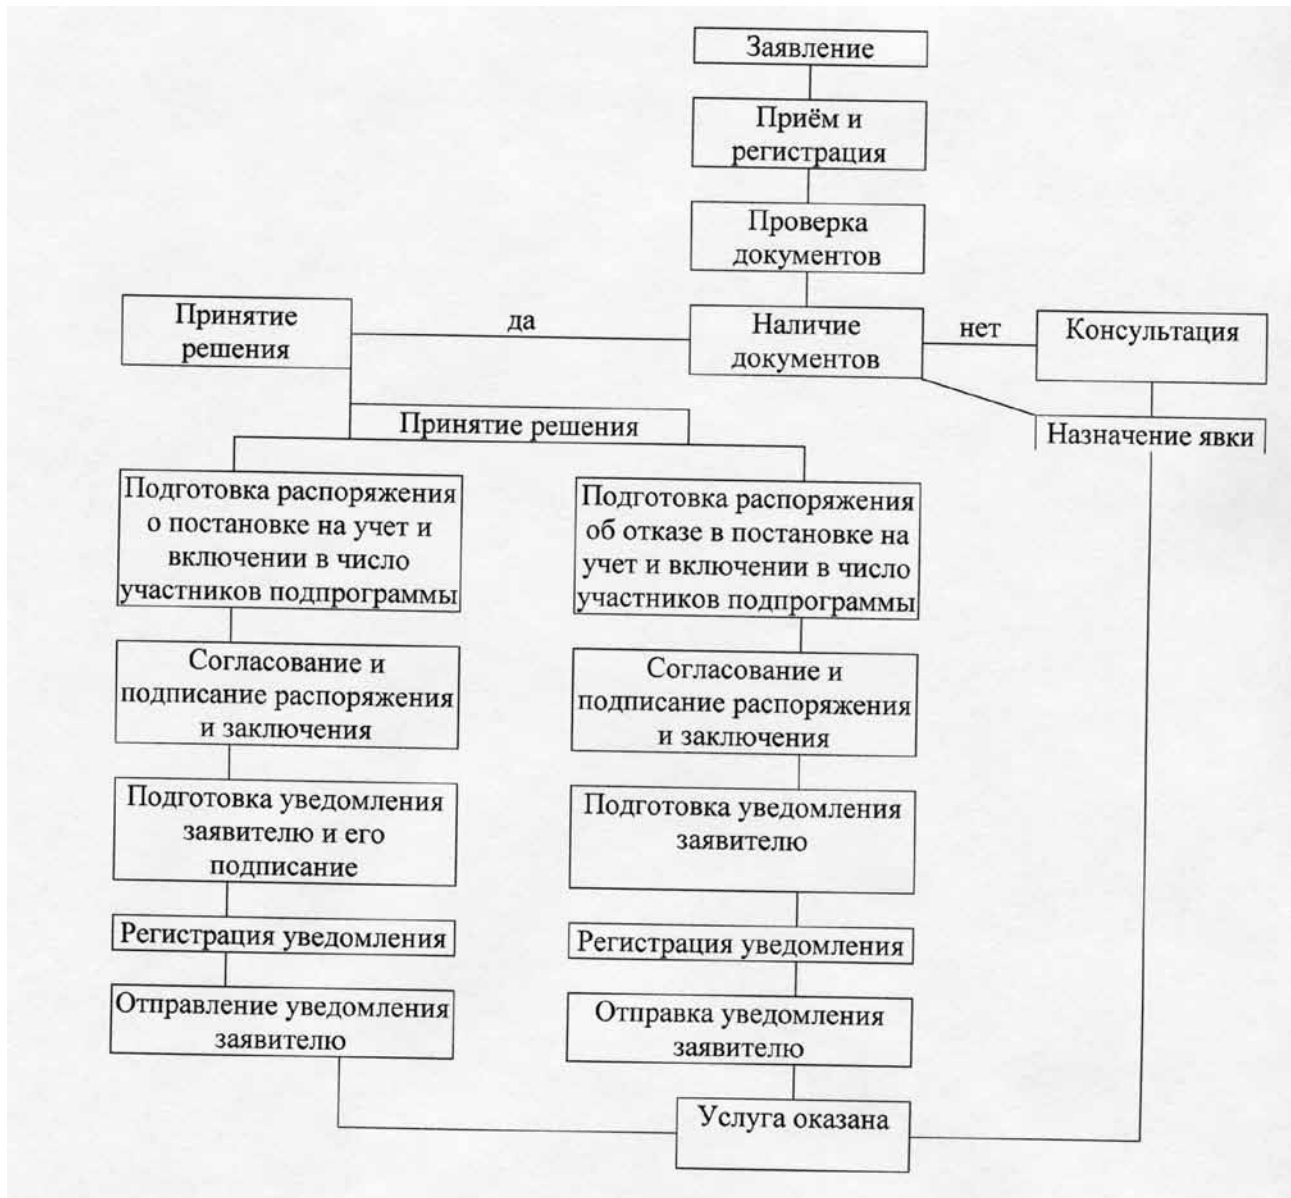 Заявление
Приём и
регистрация
Проверка
документов
Принятие
решения
да
Наличие
документов
нет
Консультация
Принятие решения
Назначение явки
Подготовка распоряжения
о постановке на учет и
включении в число
участников подпрограммы
Подготовка распоряжения
об отказе в постановке на
учет и включении в число
участников подпрограммы
Согласование и
подписание распоряжения
и заключения
Согласование и
подписание распоряжения
и заключения
Подготовка уведомления
заявителю и его
подписание
Подготовка уведомления
заявителю
Регистрация уведомления
Регистрация уведомления
Отправление уведомления
заявителю
Отправка уведомления
заявителю
Услуга оказана